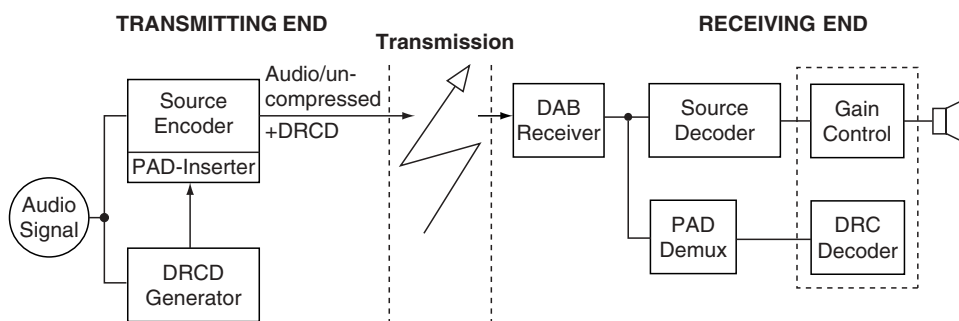 TRANSMITTING END
Transmission
RECEIVING END
Audio/un-
compressed
+DRCD
Source
Encoder
PAD-Inserter
Audio
Signal
DRCD
Generator
DAB
Receiver
Source
Decoder
Gain
Control
PAD
Demux
DRC
Decoder